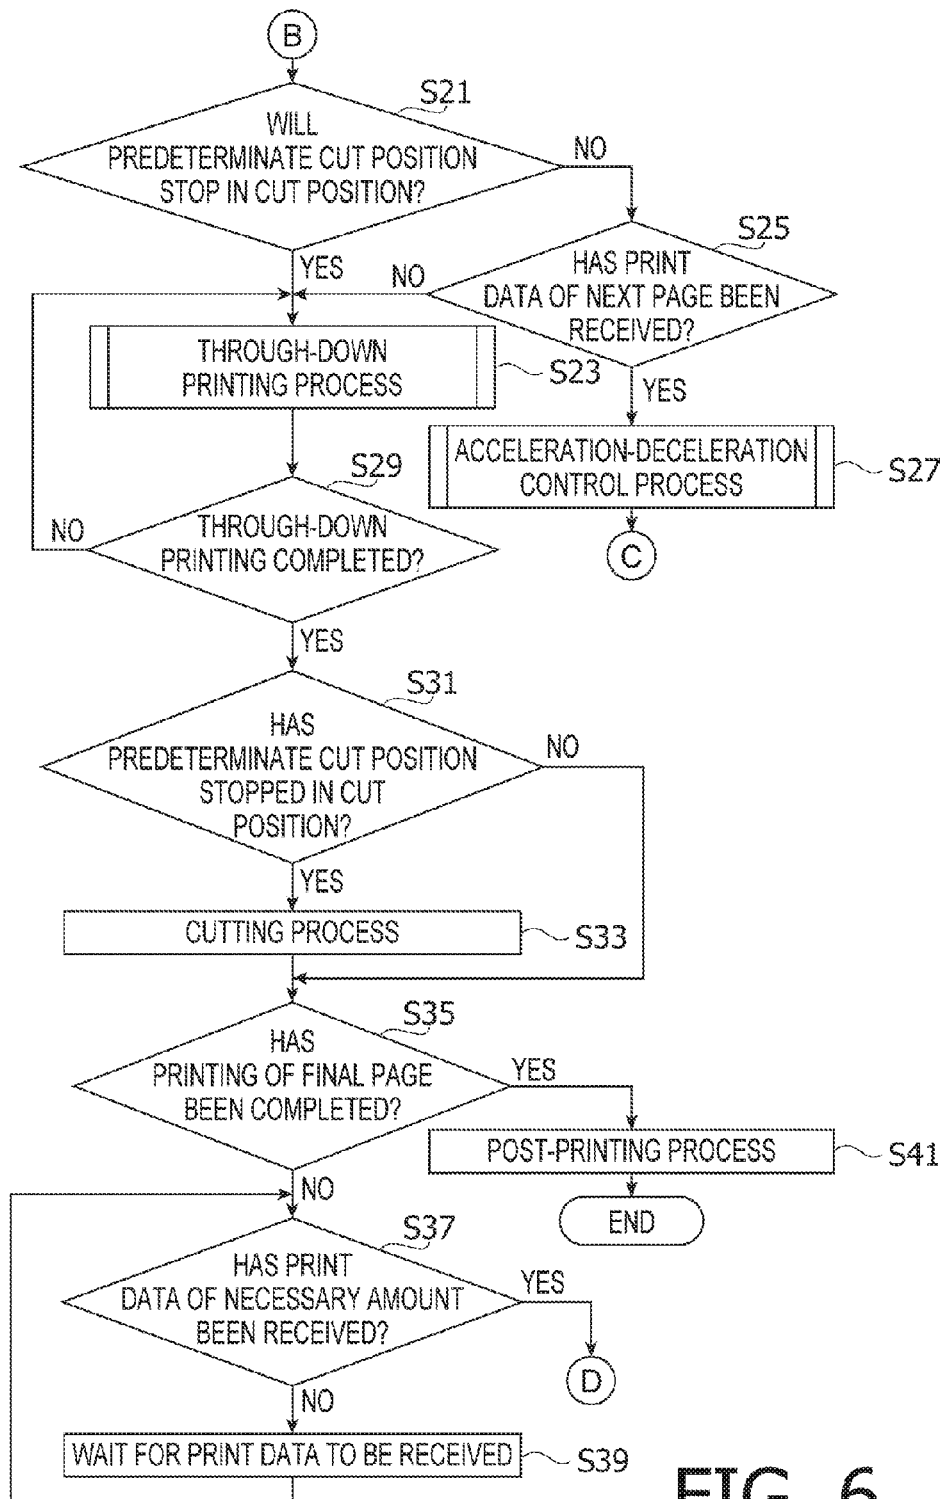 B
S21
WILL
PREDETERMINATE CUT POSITION
STOP IN CUT POSITION?
NO
YES
S25
HAS PRINT
DATA OF NEXT PAGE BEEN
RECEIVED?
NO
YES
THROUGH-DOWN
PRINTING PROCESS
S23
ACCELERATION-DECELERATION
CONTROL PROCESS
S27
C
S29
THROUGH-DOWN
PRINTING COMPLETED?
NO
YES
S31
HAS
PREDETERMINATE CUT POSITION
STOPPED IN CUT
POSITION?
NO
YES
CUTTING PROCESS
S33
S35
HAS
PRINTING OF FINAL PAGE
BEEN COMPLETED?
YES
NO
POST-PRINTING PROCESS
S41
END
S37
HAS PRINT
DATA OF NECESSARY AMOUNT
BEEN RECEIVED?
YES
D
NO
WAIT FOR PRINT DATA TO BE RECEIVED
S39
FIG. 6